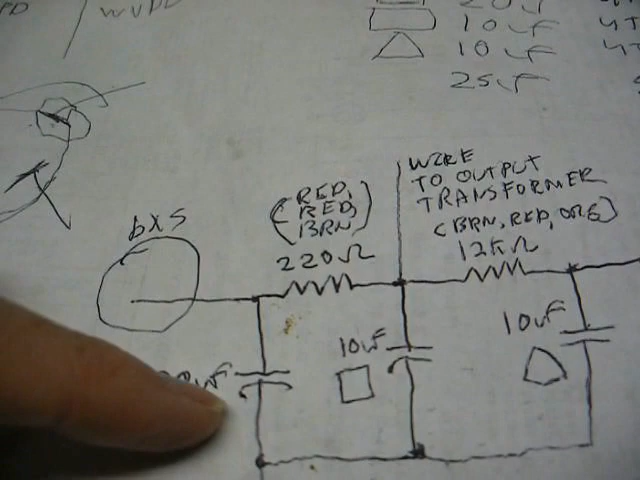 WVDC
20uF
10uF
10uF
25uF
6X5
(RED,
RED,
BRN)
220Ω
WIRE
TO OUTPUT
TRANSFORMER
(BRN, RED, ORG)
12KΩ
10uF
10uF